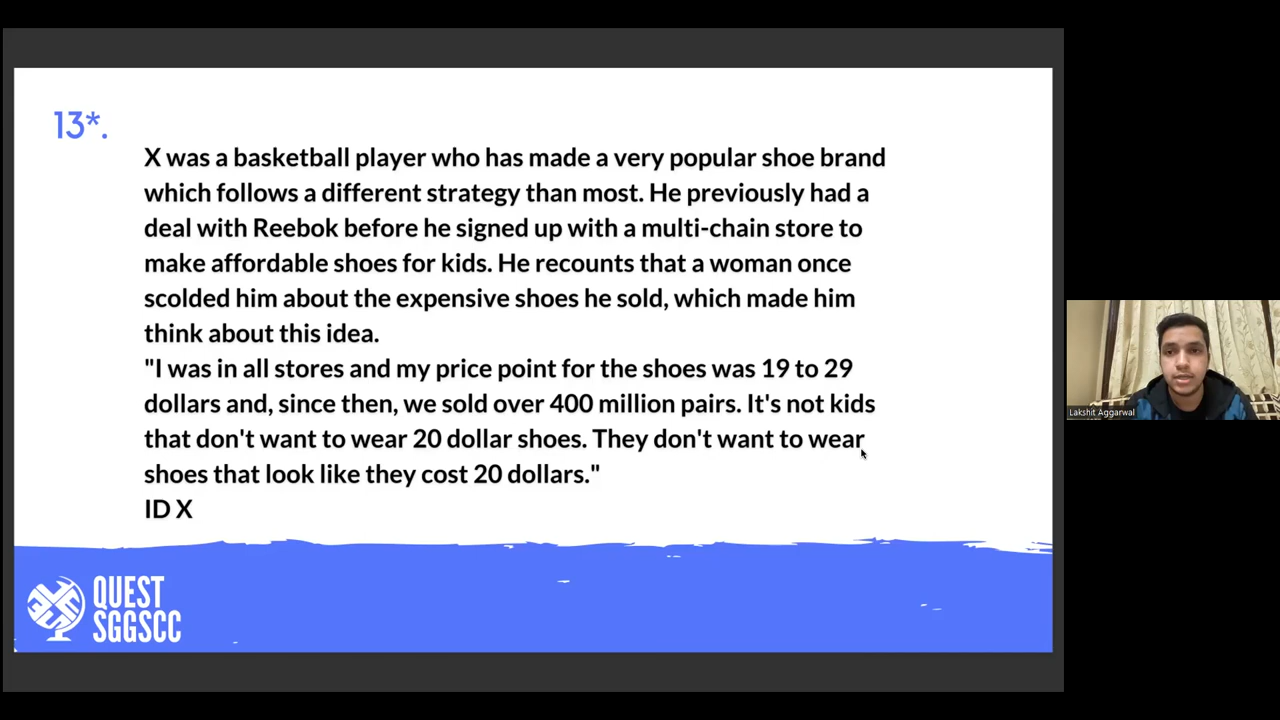 13*.
X was a basketball player who has made a very popular shoe brand
which follows a different strategy than most. He previously had a
deal with Reebok before he signed up with a multi-chain store to
make affordable shoes for kids. He recounts that a woman once
scolded him about the expensive shoes he sold, which made him
think about this idea.
"I was in all stores and my price point for the shoes was 19 to 29
dollars and, since then, we sold over 400 million pairs. It's not kids
that don't want to wear 20 dollar shoes. They don't want to wear
shoes that look like they cost 20 dollars."
ID X
QUEST
SGGSCC
Lakshit Aggarwal